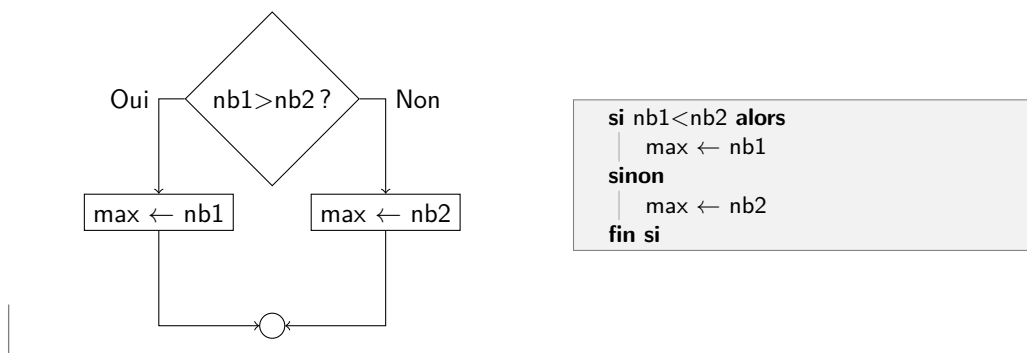 nb1>nb2 ?
Oui
Non
max ← nb1
max ← nb2
si nb1<nb2 alors
max ← nb1
sinon
max ← nb2
fin si